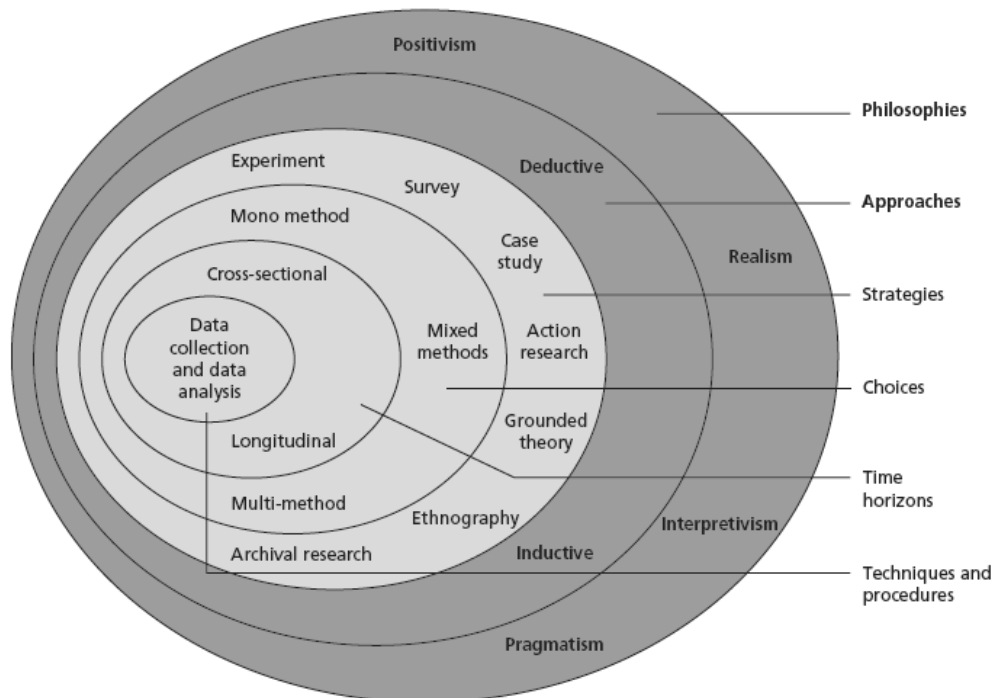 Positivism
Philosophies
Experiment
Deductive
Survey
Approaches
Mono method
Case
study
Realism
Cross-sectional
Strategies
Data
collection
and data
analysis
Mixed
methods
Action
research
Choices
Grounded
theory
Longitudinal
Time
horizons
Multi-method
Ethnography
Interpretivism
Archival research
Inductive
Techniques and
procedures
Pragmatism